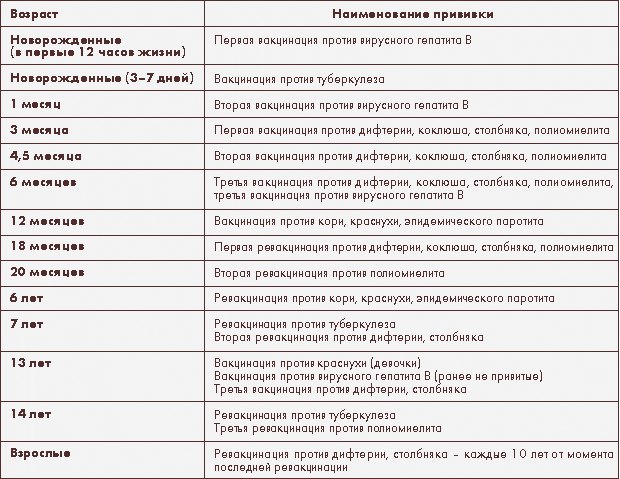 Возраст Наименование прививки
Новорожденные Первая вакцинация против вирусного гепатита В
(в первые 12 часов жизни)
Новорожденные (3–7 дней) Вакцинация против туберкулеза
1 месяц Вторая вакцинация против вирусного гепатита В
3 месяца Первая вакцинация против дифтерии, коклюша, столбняка, полиомиелита
4,5 месяца Вторая вакцинация против дифтерии, коклюша, столбняка, полиомиелита
6 месяцев Третья вакцинация против дифтерии, коклюша, столбняка, полиомиелита,
третья вакцинация против вирусного гепатита В
12 месяцев Вакцинация против кори, краснухи, эпидемического паротита
18 месяцев Первая ревакцинация против дифтерии, коклюша, столбняка, полиомиелита
20 месяцев Вторая ревакцинация против полиомиелита
6 лет Ревакцинация против кори, краснухи, эпидемического паротита
7 лет Ревакцинация против туберкулеза
Вторая ревакцинация против дифтерии, столбняка
13 лет Вакцинация против краснухи (девочки)
Вакцинация против вирусного гепатита В (ранее не привитые)
Третья вакцинация против дифтерии, столбняка
14 лет Ревакцинация против туберкулеза
Третья ревакцинация против полиомиелита
Взрослые Ревакцинация против дифтерии, столбняка – каждые 10 лет от момента
последней ревакцинации